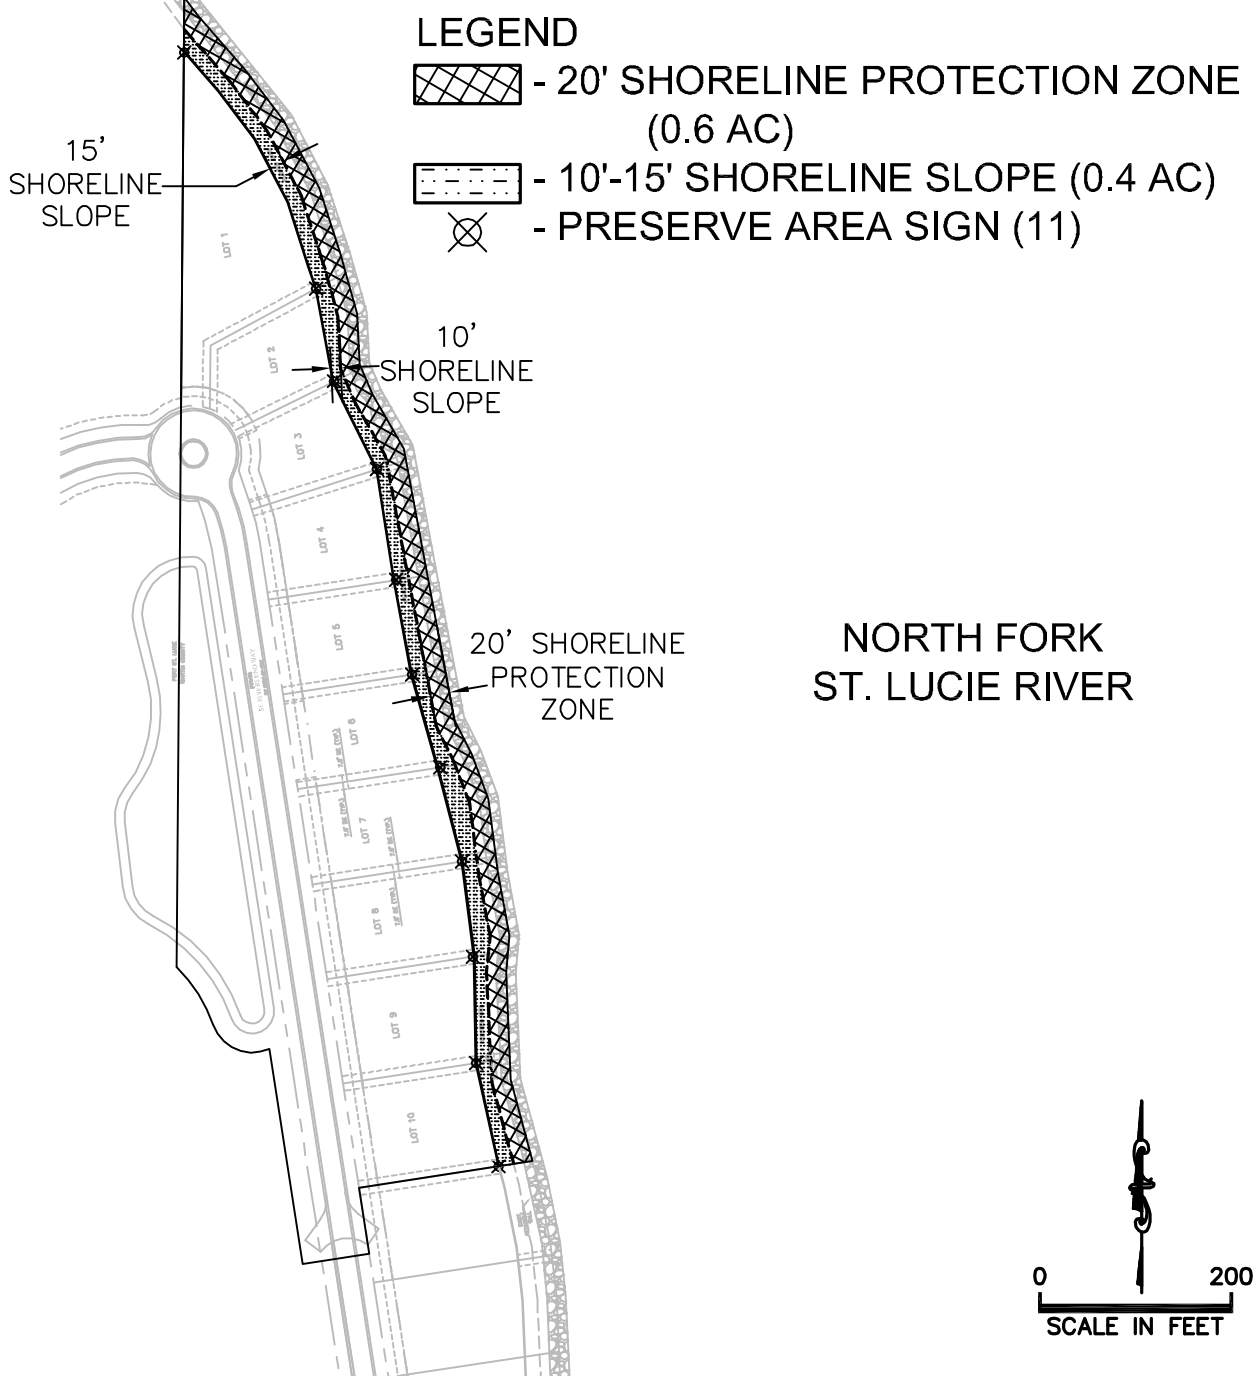 LEGEND
- 20' SHORELINE PROTECTION ZONE
(0.6 AC)
- 10'-15' SHORELINE SLOPE (0.4 AC)
- PRESERVE AREA SIGN (11)
15'
SHORELINE
SLOPE
LOT 1
10'
SHORELINE
SLOPE
LOT 2
LOT 3
LOT 4
LOT 5
20' SHORELINE
PROTECTION
ZONE
NORTH FORK
ST. LUCIE RIVER
LOT 6
LOT 7
LOT 8
LOT 9
LOT 10
0 200
SCALE IN FEET